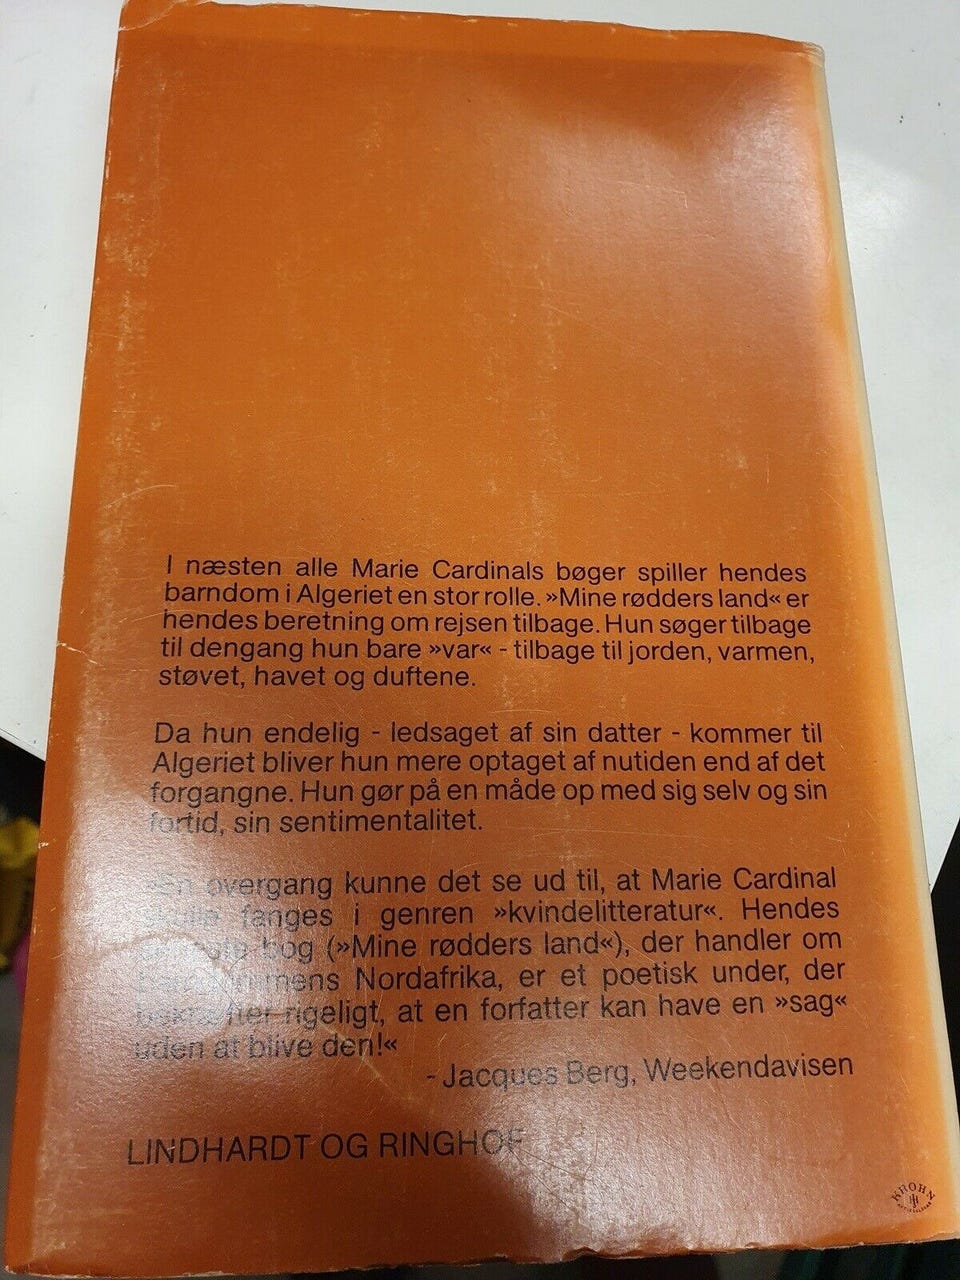 I næsten alle Marie Cardinals bøger spiller hendes
barndom i Algeriet en stor rolle. »Mine rødders land« er
hendes beretning om rejsen tilbage. Hun søger tilbage
til dengang hun bare »var« - tilbage til jorden, varmen,
støvet, havet og duftene.
Da hun endelig - ledsaget af sin datter - kommer til
Algeriet bliver hun mere optaget af nutiden end af det
forgangne. Hun gør på en måde op med sig selv og sin
fortid, sin sentimentalitet.
»En overgang kunne det se ud til, at Marie Cardinal
skulle fanges i genren »kvindelitteratur«. Hendes
bog (»Mine rødders land«), der handler om
barndommens Nordafrika, er et poetisk under, der
bekræfter rigeligt, at en forfatter kan have en »sag«
uden at blive den!«
- Jacques Berg, Weekendavisen
LINDHARDT OG RINGHOF
KROHN